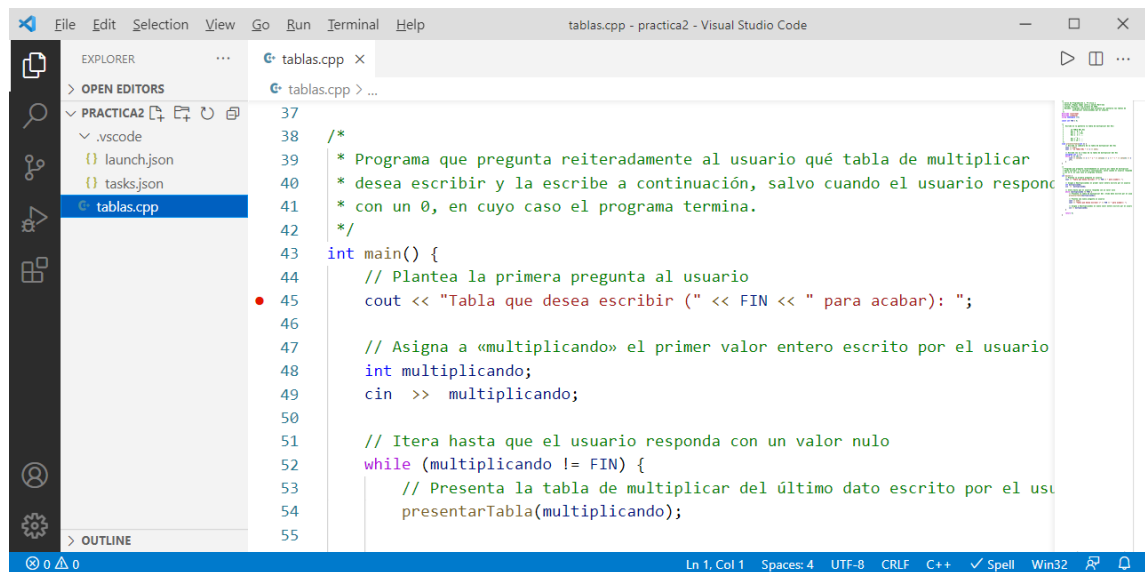 File Edit Selection View Go Run Terminal Help tablas.cpp - practica2 - Visual Studio Code
EXPLORER ···
OPEN EDITORS
PRACTICA2
.vscode
{} launch.json
{} tasks.json
tablas.cpp
OUTLINE
tablas.cpp
tablas.cpp > ...
37
38 /*
39 * Programa que pregunta reiteradamente al usuario qué tabla de multiplicar
40 * desea escribir y la escribe a continuación, salvo cuando el usuario respond
41 * con un 0, en cuyo caso el programa termina.
42 */
43 int main() {
44 // Plantea la primera pregunta al usuario
45 cout << "Tabla que desea escribir (" << FIN << " para acabar): ";
46
47 // Asigna a «multiplicando» el primer valor entero escrito por el usuario
48 int multiplicando;
49 cin >> multiplicando;
50
51 // Itera hasta que el usuario responda con un valor nulo
52 while (multiplicando != FIN) {
53 // Presenta la tabla de multiplicar del último dato escrito por el usu
54 presentarTabla(multiplicando);
55
0 0 Ln 1, Col 1 Spaces: 4 UTF-8 CRLF C++ Spell Win32